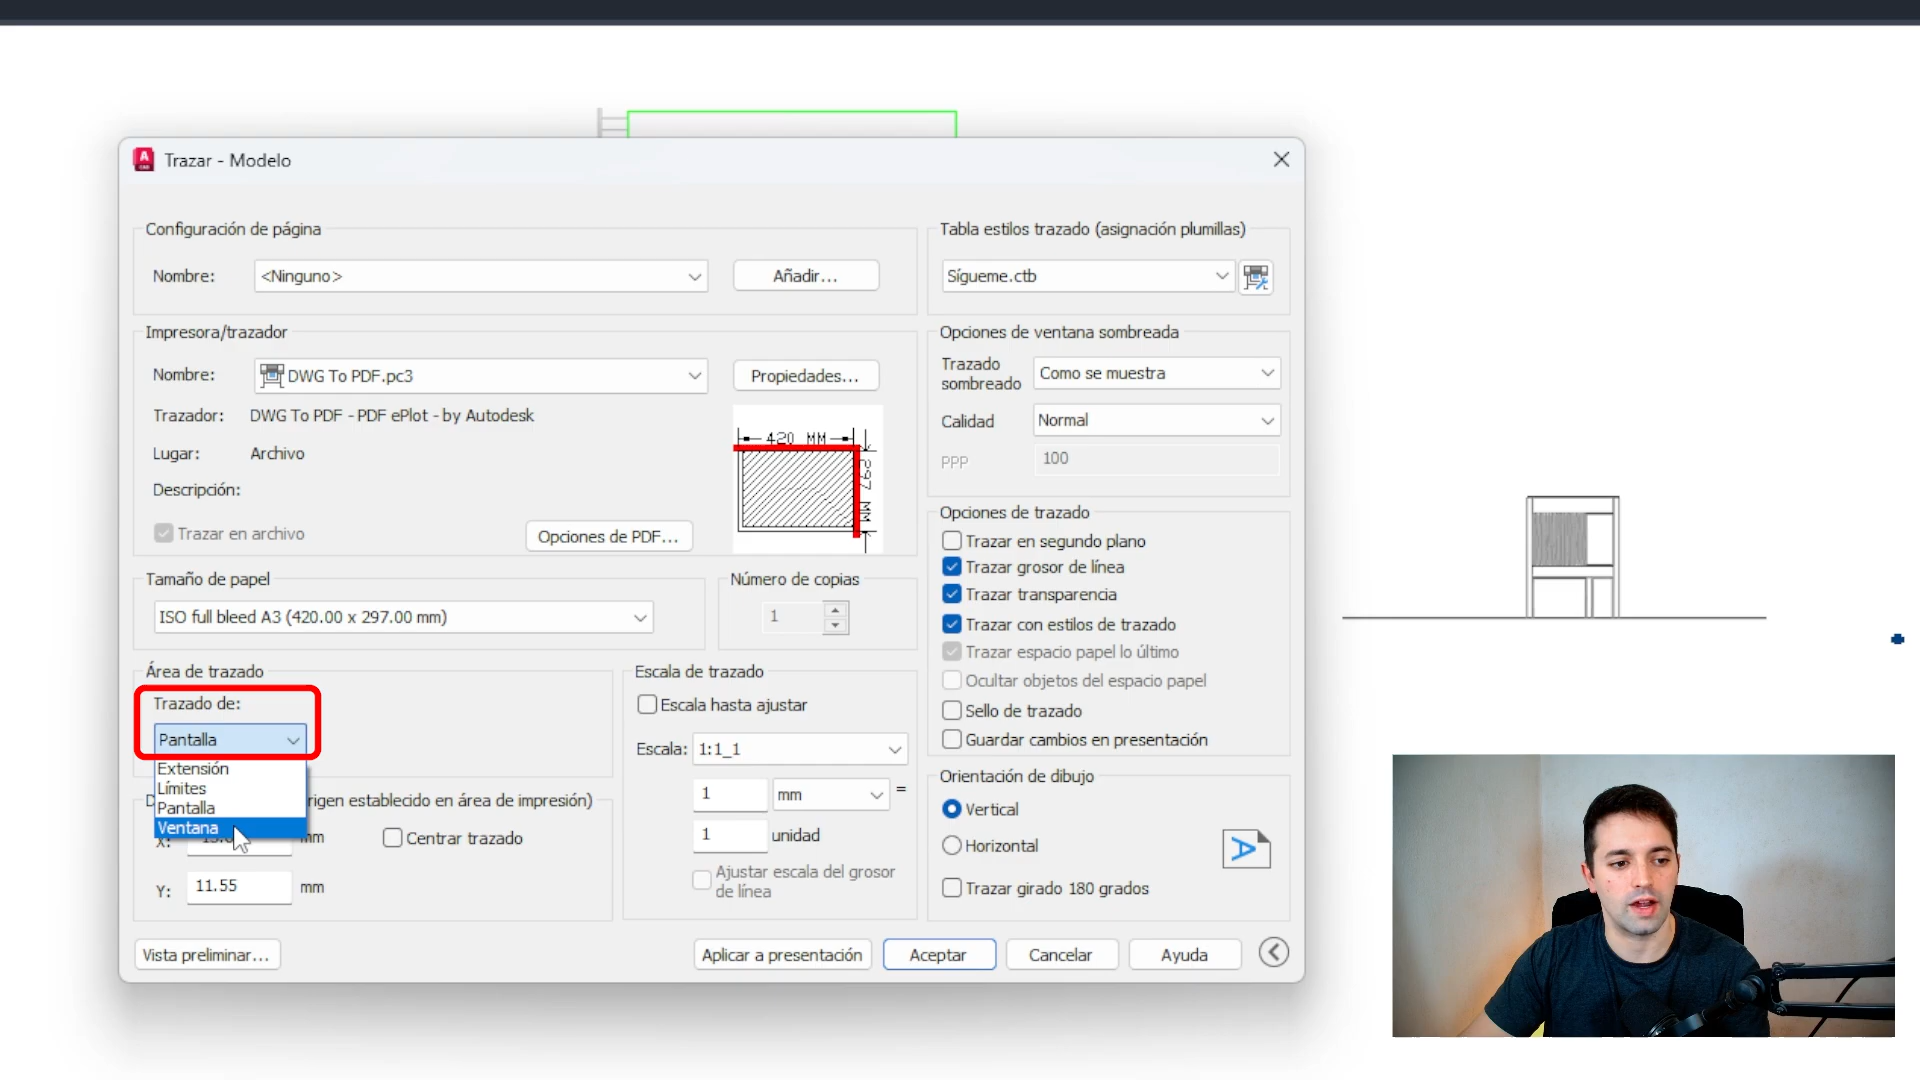 Trazar - Modelo
Configuración de página
Nombre:
<Ninguno>
Añadir...
Impresora/trazador
Nombre:
DWG To PDF.pc3
Propiedades...
Trazador:
DWG To PDF - PDF ePlot - by Autodesk
Lugar:
Archivo
Descripción:
Trazar en archivo
Opciones de PDF...
420 MM
297 MM
Tamaño de papel
ISO full bleed A3 (420.00 x 297.00 mm)
Número de copias
1
Área de trazado
Trazado de:
Pantalla
Extensión
Límites
Pantalla
Ventana
rigen establecido en área de impresión)
X:
mm
Centrar trazado
Y:
11.55
mm
Escala de trazado
Escala hasta ajustar
Escala:
1:1_1
1
mm
=
1
unidad
Ajustar escala del grosor
de línea
Tabla estilos trazado (asignación plumillas)
Sígueme.ctb
Opciones de ventana sombreada
Trazado
sombreado
Como se muestra
Calidad
Normal
PPP
100
Opciones de trazado
Trazar en segundo plano
Trazar grosor de línea
Trazar transparencia
Trazar con estilos de trazado
Trazar espacio papel lo último
Ocultar objetos del espacio papel
Sello de trazado
Guardar cambios en presentación
Orientación de dibujo
Vertical
Horizontal
Trazar girado 180 grados
A
Vista preliminar...
Aplicar a presentación
Aceptar
Cancelar
Ayuda